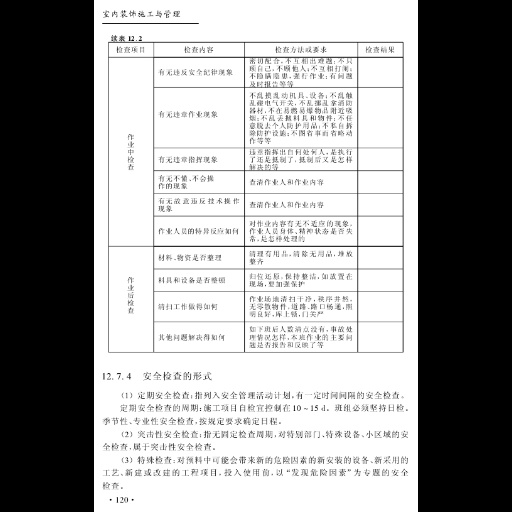 室内装饰施工与管理
续表 12.2
检查项目
检查内容
检查方法或要求
检查结果
作业中检查
有无违反安全纪律现象
密切配合,不互相出难题;不只
顾自己,不顾他人;不互相打闹;
不隐瞒隐患,强行作业;有问题
及时报告等等
有无违章作业现象
不乱摸乱动机具、设备;不乱触
乱碰电气开关,不乱挪乱拿消防
器材,不在易燃易爆物品附近吸
烟;不乱丢抛料具和物件;不任
意脱去个人防护用品;不私自拆
除防护设施;不图省事而省略动
作等等
有无违章指挥现象
违章指挥出自何处何人,是执行
了还是抵制了,抵制后又是怎样
解决的等
有无不懂、不会操
作的现象
查清作业人和作业内容
有无故意违反技术操作
现象
查清作业人和作业内容
作业人员的特异反应如何
对作业内容有无不适应的现象,
作业人员身体、精神状态是否失
常,是怎样处理的
作业后检查
材料、物资是否整理
清理有用品,清除无用品,堆放
整齐
料具和设备是否整顿
归位还原,保持整洁,如放置在
现场,要加强保护
清扫工作做得如何
作业场地清扫干净,秩序井然,
无零散物件,道路、路口畅通,照
明良好,库上锁,门关严
其他问题解决得如何
如下班后人数清点没有,事故处
理情况怎样,本班作业的主要问
题是否报告和反映了等
12.7.4 安全检查的形式
(1) 定期安全检查:指列入安全管理活动计划,有一定时间间隔的安全检查。
定期安全检查的周期:施工项目自检宜控制在 10～15 d。班组必须坚持日检。
季节性、专业性安全检查,按规定要求确定日程。
(2) 突击性安全检查:指无固定检查周期,对特别部门、特殊设备、小区域的安
全检查,属于突击性安全检查。
(3) 特殊检查:对预料中可能会带来新的危险因素的新安装的设备、新采用的
工艺、新建或改建的工程项目,投入使用前,以“发现危险因素”为专题的安全
检查。
· 120 ·